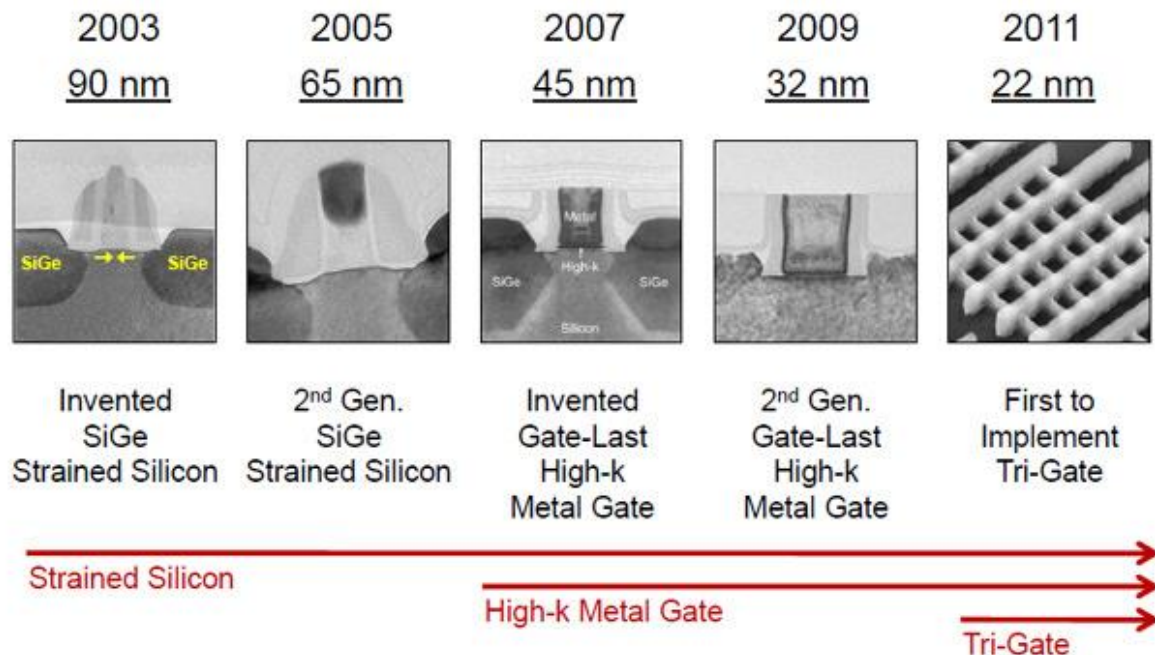 2003 2005 2007 2009 2011
90 nm 65 nm 45 nm 32 nm 22 nm
SiGe SiGe
Metal
High-k
SiGe SiGe
Silicon
Invented
SiGe
Strained Silicon
2nd Gen.
SiGe
Strained Silicon
Invented
Gate-Last
High-k
Metal Gate
2nd Gen.
Gate-Last
High-k
Metal Gate
First to
Implement
Tri-Gate
Strained Silicon
High-k Metal Gate
Tri-Gate